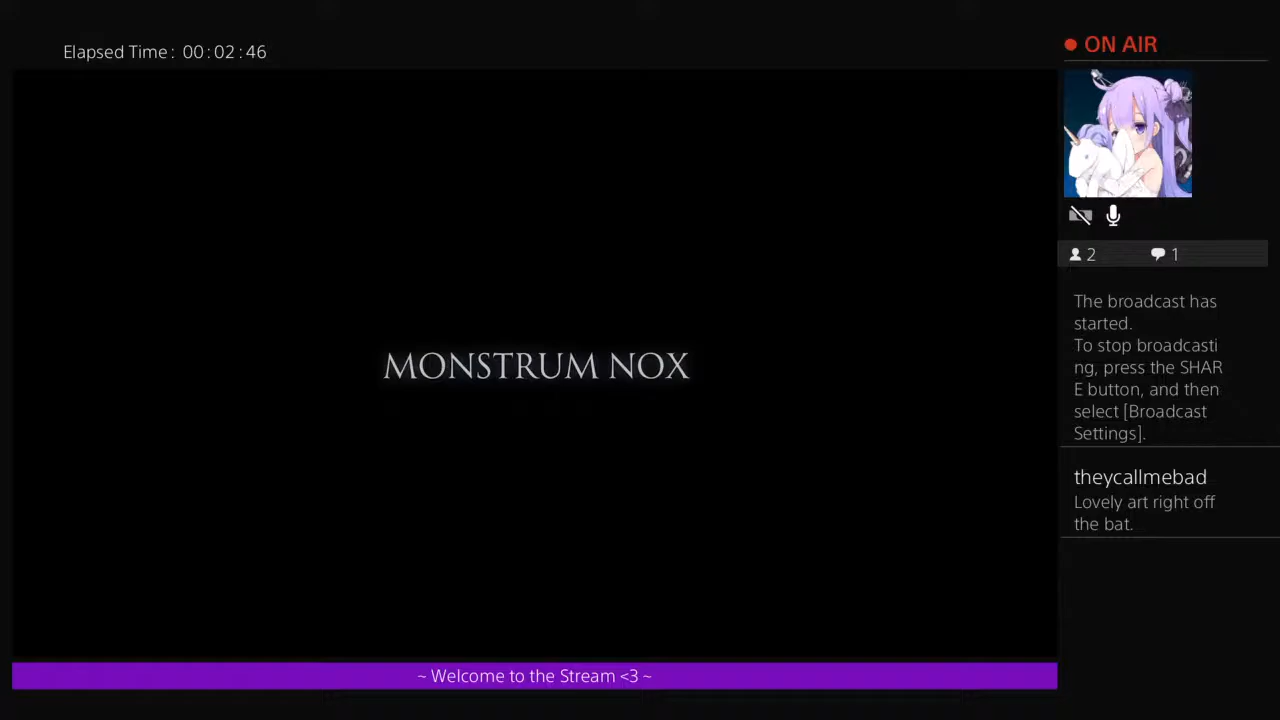 Elapsed Time: 00:02:46
ON AIR
2 1
The broadcast has
started.
To stop broadcasti
ng, press the SHAR
E button, and then
select [Broadcast
Settings].
MONSTRUM NOX
theycallmebad
Lovely art right off
the bat.
~ Welcome to the Stream <3 ~